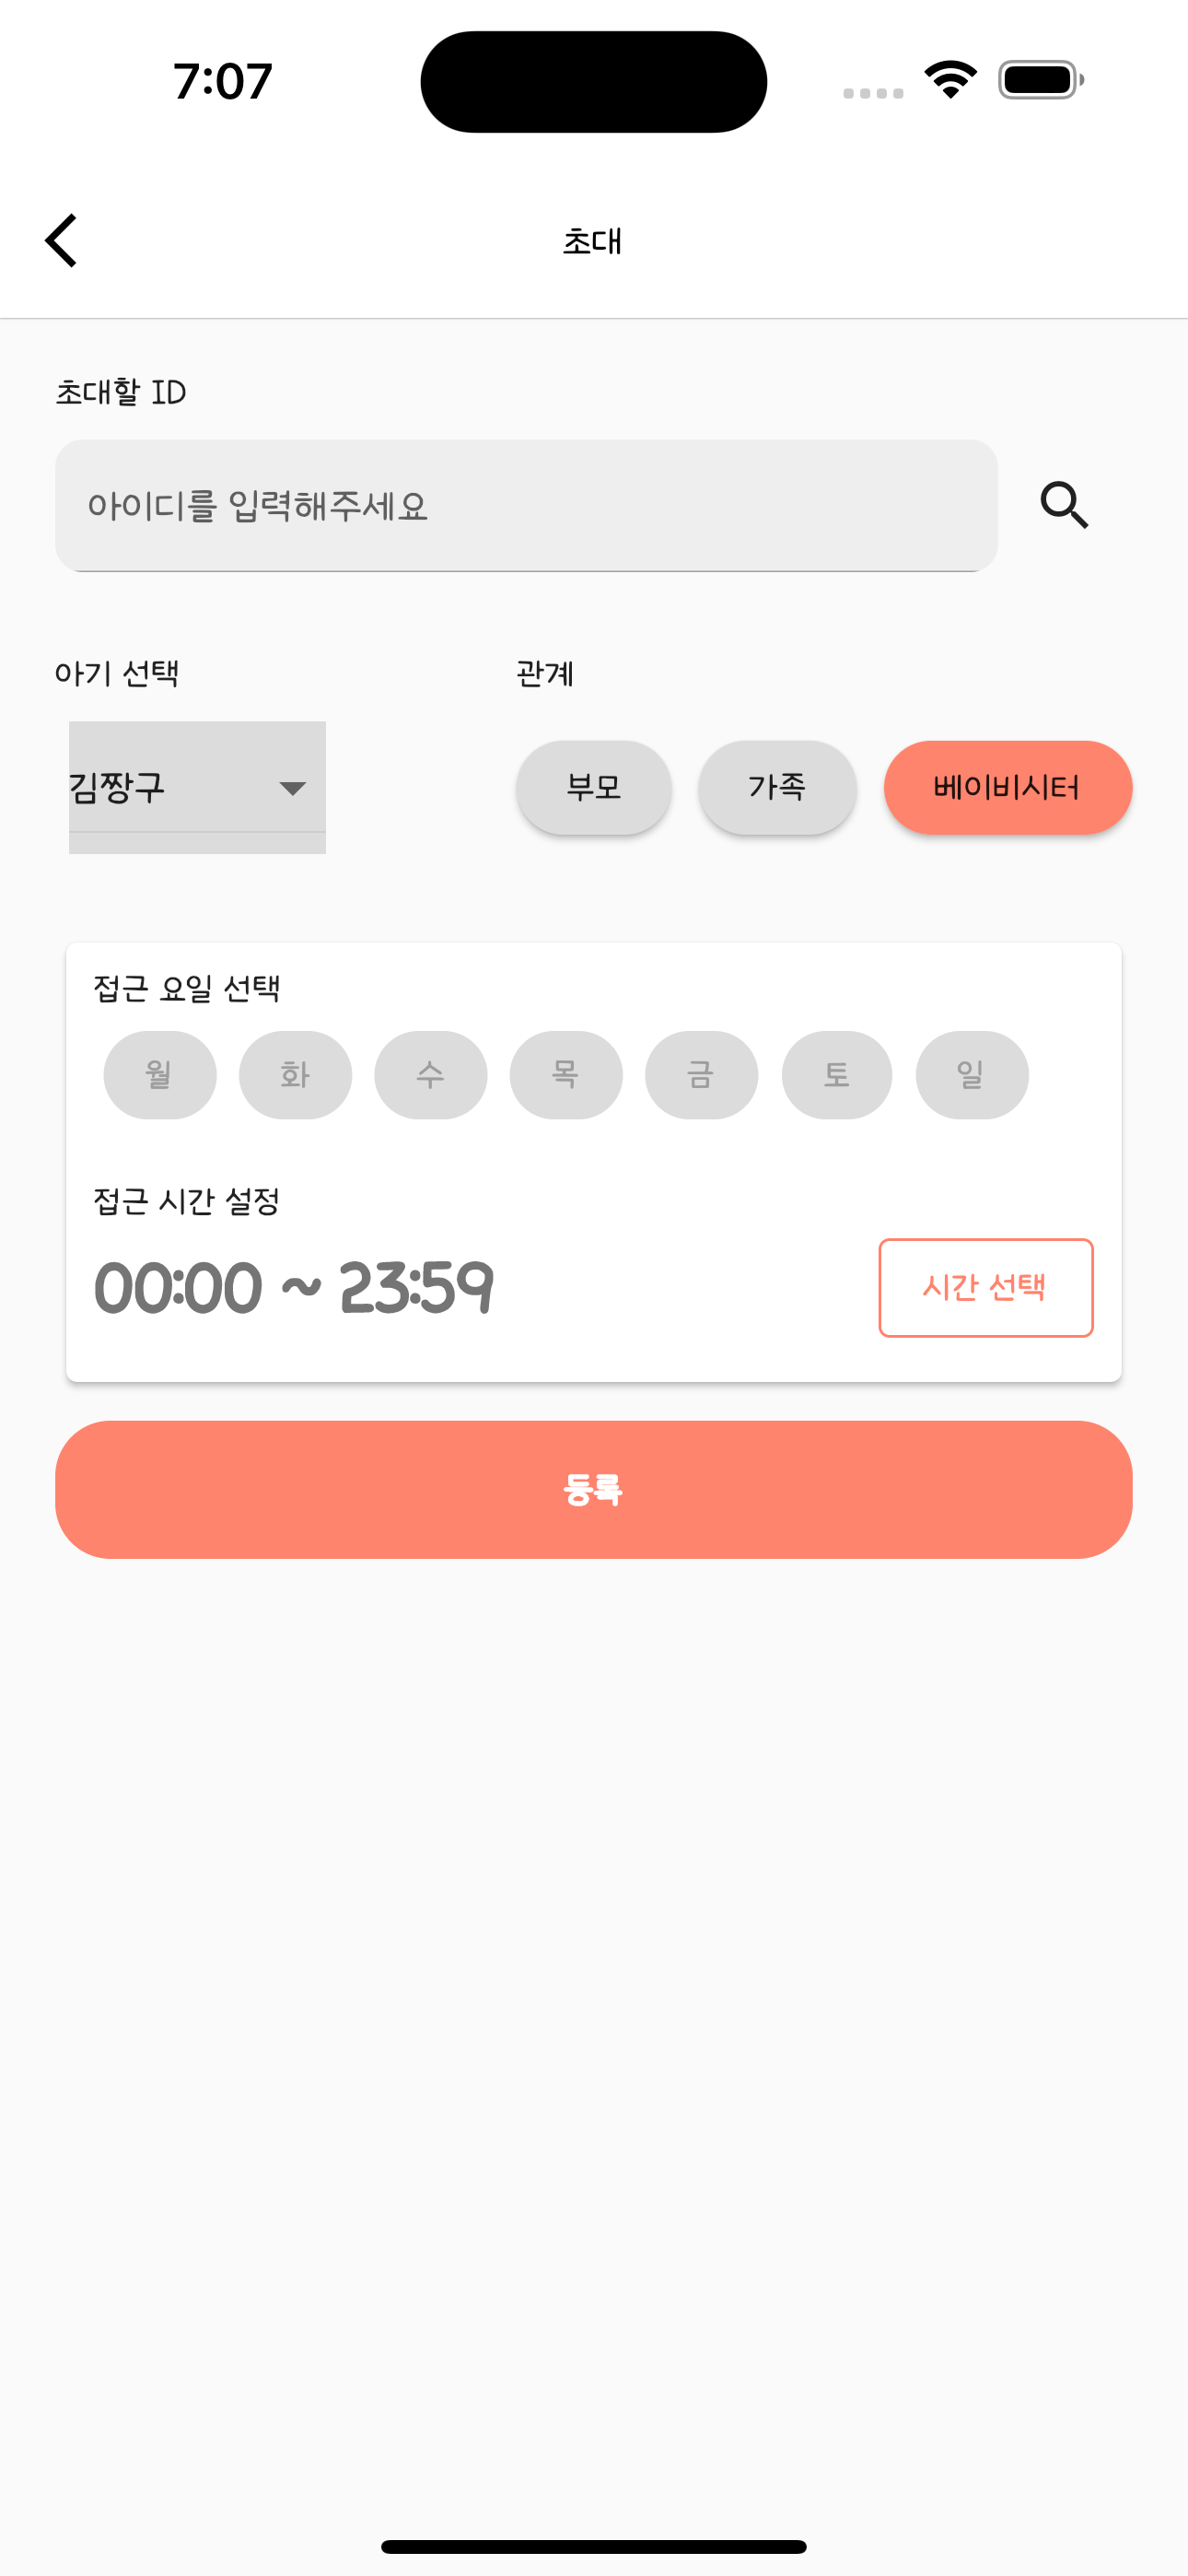 7:07
초대
초대할 ID
아이디를 입력해주세요
아기 선택 관계
김짱구 부모 가족 베이비시터
접근 요일 선택
월 화 수 목 금 토 일
접근 시간 설정
00:00 ~ 23:59 시간 선택
등록